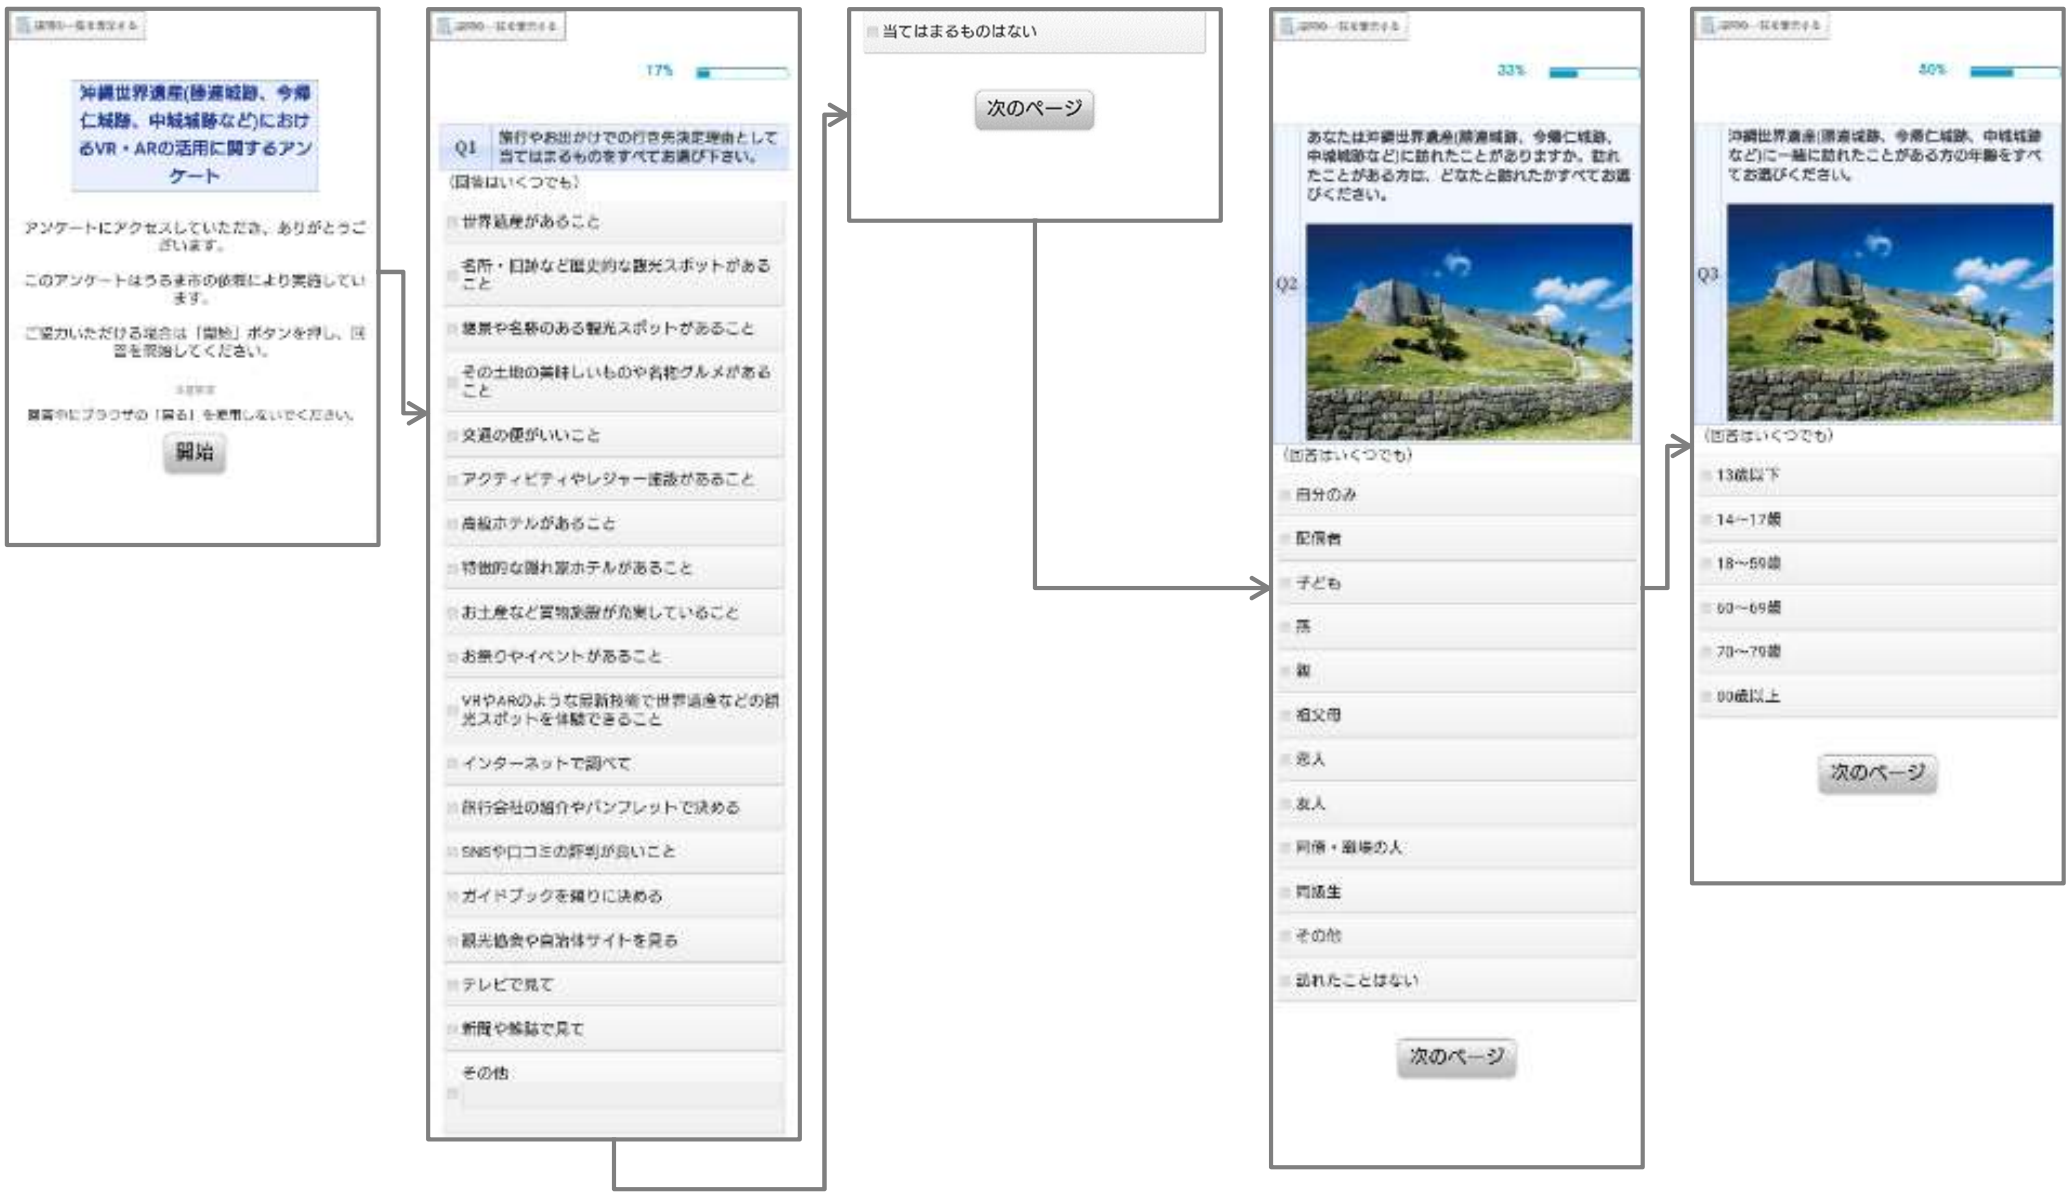 沖縄世界遺産(勝連城跡、今帰
仁城跡、中城城跡など)におけ
るVR・ARの活用に関するアン
ケート
アンケートにアクセスしていただき、ありがとうご
ざいます。
このアンケートはうるま市の依頼により実施してい
ます。
ご協力いただける場合は「開始」ボタンを押し、回
答を開始してください。
回答中にブラウザの「戻る」を使用しないでください。
開始
17%
Q1
旅行やお出かけでの行き先決定理由として
当てはまるものをすべてお選び下さい。
(回答はいくつでも)
世界遺産があること
名所・旧跡など歴史的な観光スポットがある
こと
絶景や名勝のある観光スポットがあること
その土地の美味しいものや名物グルメがある
こと
交通の便がいいこと
アクティビティやレジャー施設があること
高級ホテルがあること
特徴的な隠れ家ホテルがあること
お土産など買物施設が充実していること
お祭りやイベントがあること
VRやARのような最新技術で世界遺産などの観
光スポットを体験できること
インターネットで調べて
旅行会社の紹介やパンフレットで決める
SNSや口コミの評判が良いこと
ガイドブックを頼りに決める
観光協会や自治体サイトを見る
テレビで見て
新聞や雑誌で見て
その他
当てはまるものはない
次のページ
33%
Q2
あなたは沖縄世界遺産(勝連城跡、今帰仁城跡、
中城城跡など)に訪れたことがありますか。訪れ
たことがある方は、どなたと訪れたかすべてお選
びください。
(回答はいくつでも)
自分のみ
配偶者
子ども
孫
親
祖父母
恋人
友人
同僚・職場の人
同級生
その他
訪れたことはない
次のページ
50%
Q3
沖縄世界遺産(勝連城跡、今帰仁城跡、中城城跡
など)に一緒に訪れたことがある方の年齢をすべ
てお選びください。
(回答はいくつでも)
13歳以下
14〜17歳
18〜59歳
60〜69歳
70〜79歳
80歳以上
次のページ